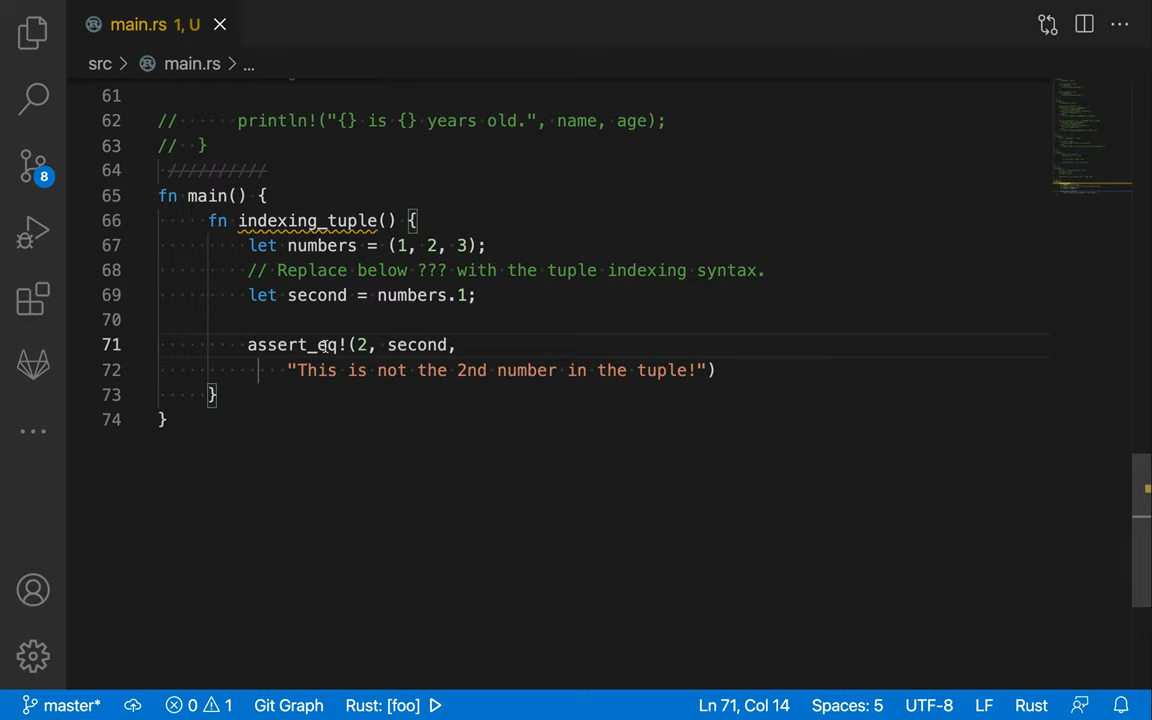 main.rs 1, U
src > main.rs > ...
61
62 // println!("{} is {} years old.", name, age);
63 // }
64 //////////
65 fn main() {
66 fn indexing_tuple() {
67 let numbers = (1, 2, 3);
68 // Replace below ??? with the tuple indexing syntax.
69 let second = numbers.1;
70
71 assert_eq!(2, second,
72 "This is not the 2nd number in the tuple!")
73 }
74 }
8
master* 0 1 Git Graph Rust: [foo] Ln 71, Col 14 Spaces: 5 UTF-8 LF Rust